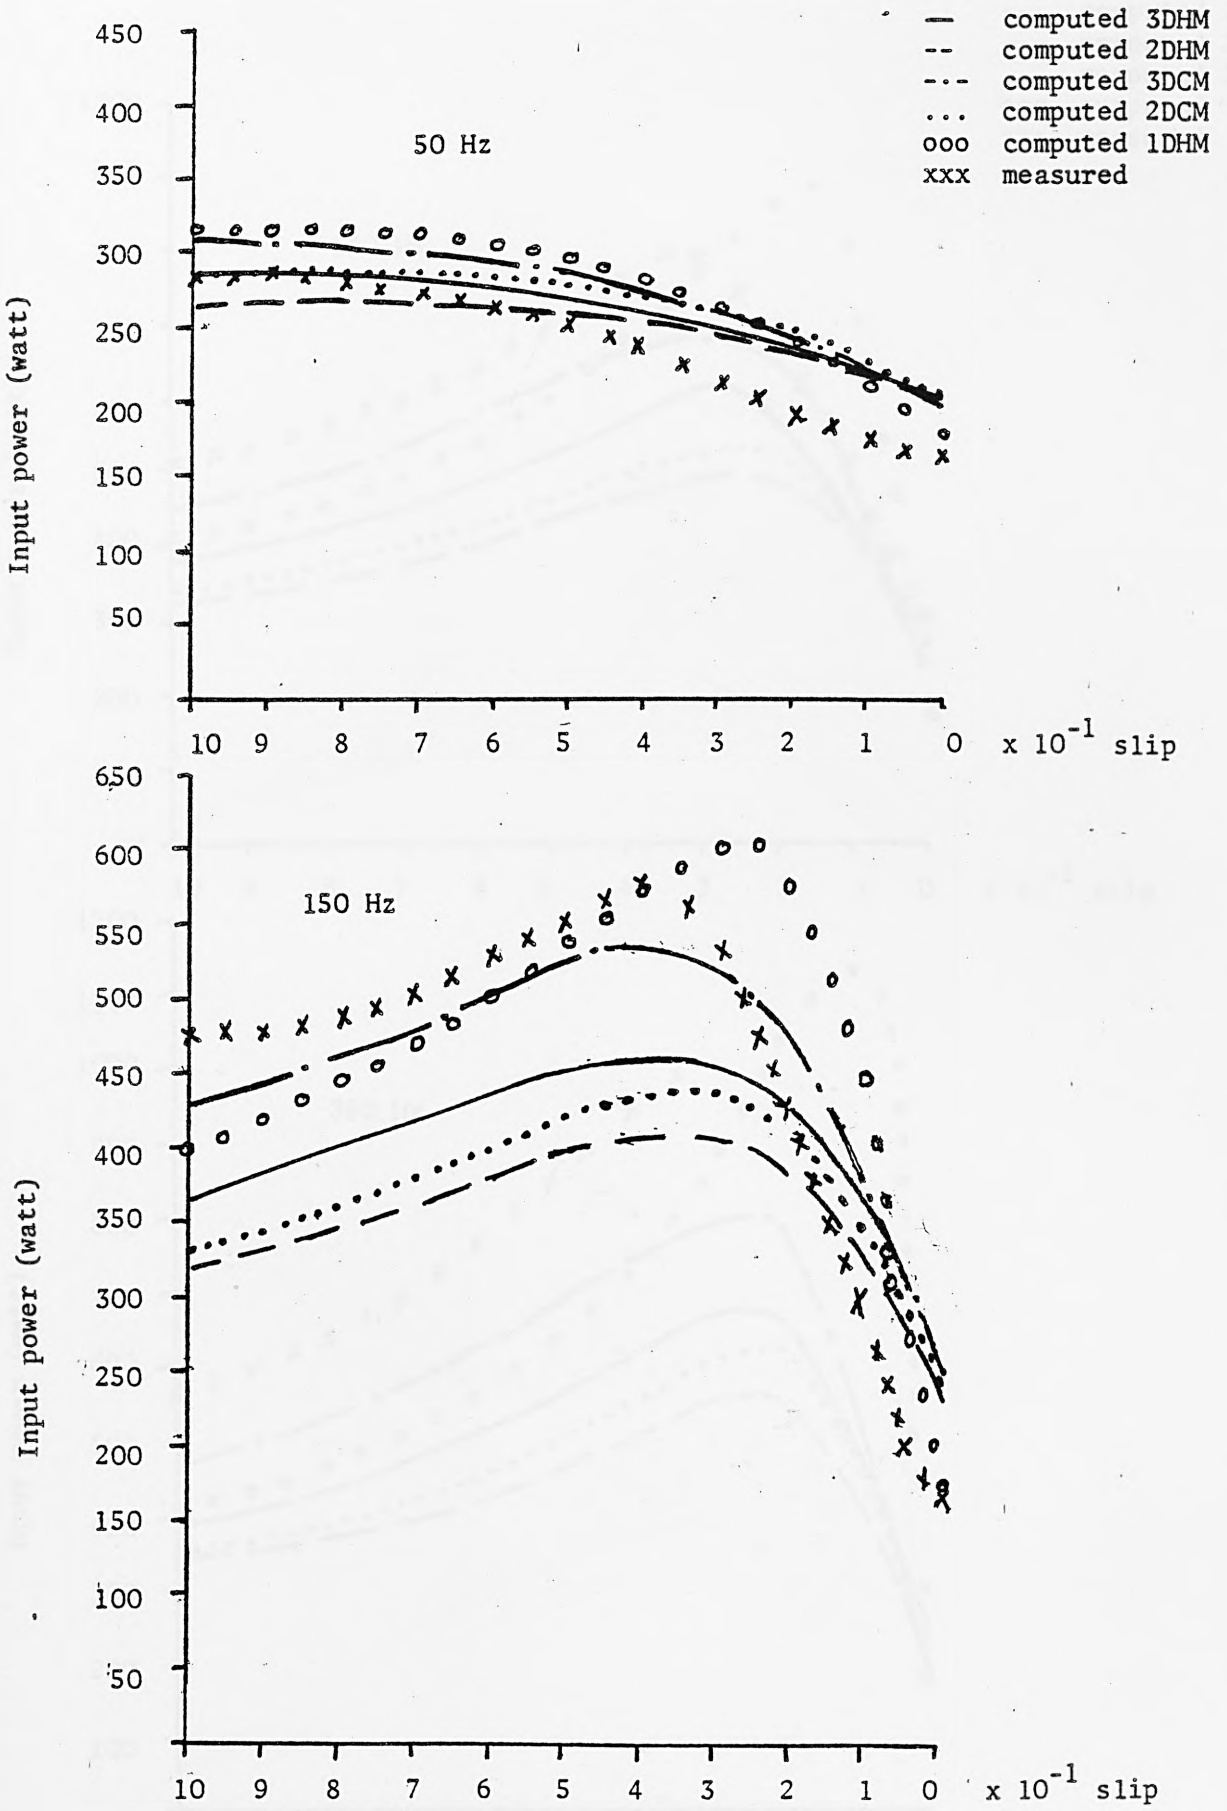 — computed 3DHM
-- computed 2DHM
-·- computed 3DCM
... computed 2DCM
ooo computed 1DHM
xxx measured
50 Hz
Input power (watt)
450
400
350
300
250
200
150
100
50
10 9 8 7 6 5 4 3 2 1 0 x 10⁻¹ slip
150 Hz
Input power (watt)
650
600
550
500
450
400
350
300
250
200
150
100
50
10 9 8 7 6 5 4 3 2 1 0 x 10⁻¹ slip